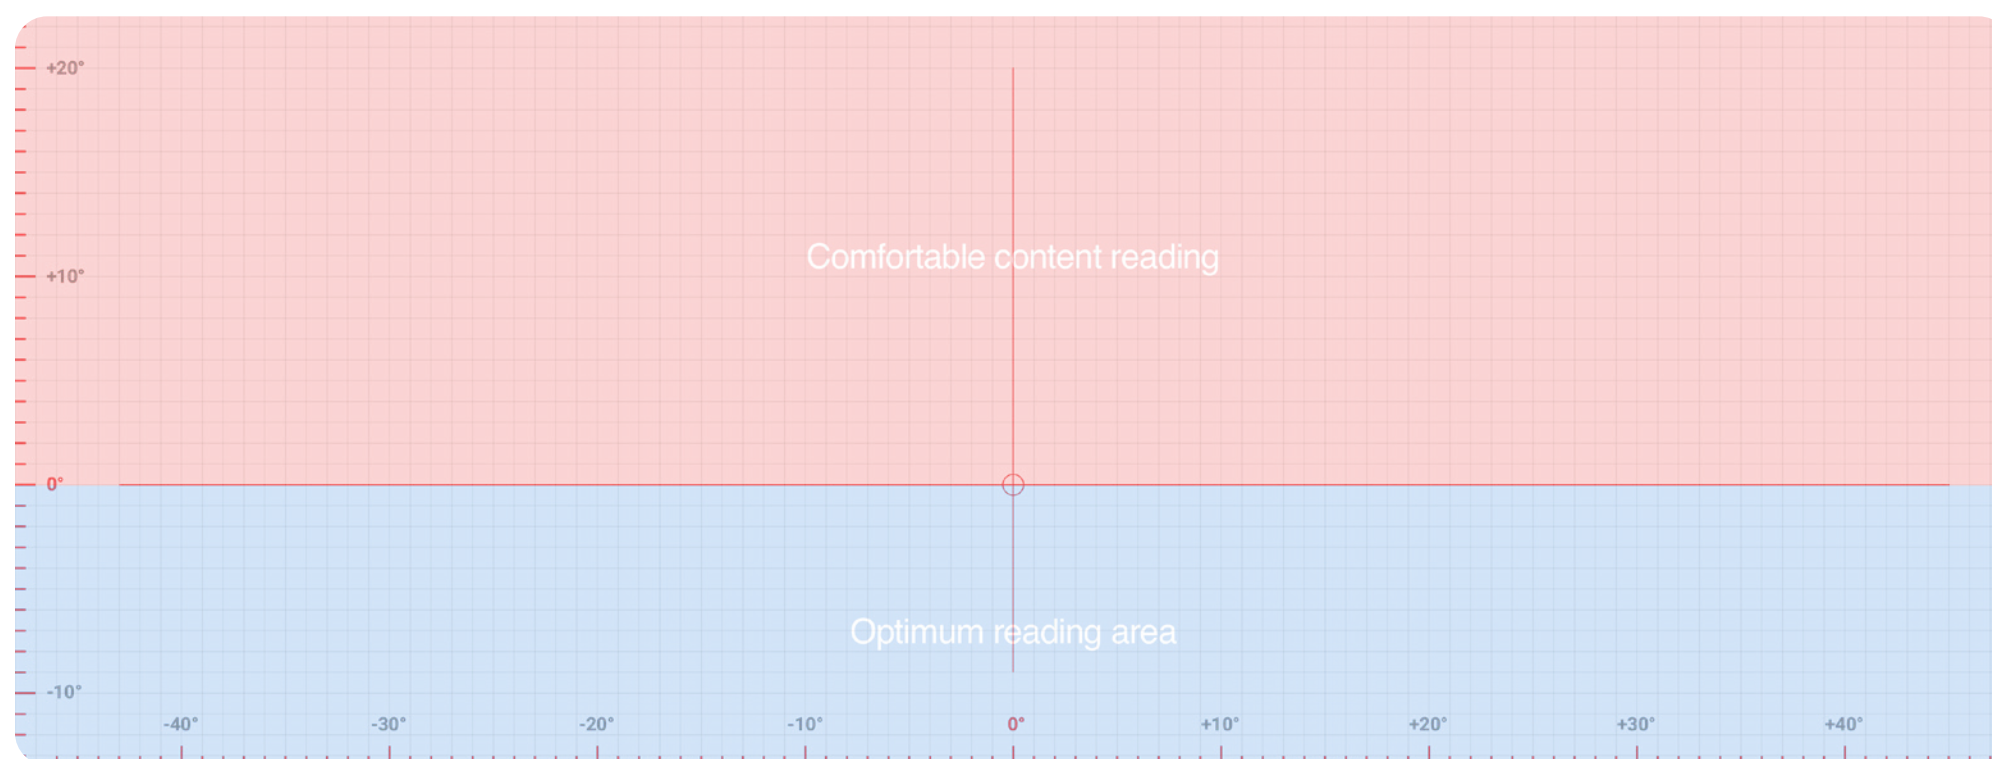 +20°
Comfortable content reading
+10°
0°
Optimum reading area
-10°
-40° -30° -20° -10° 0° +10° +20° +30° +40°